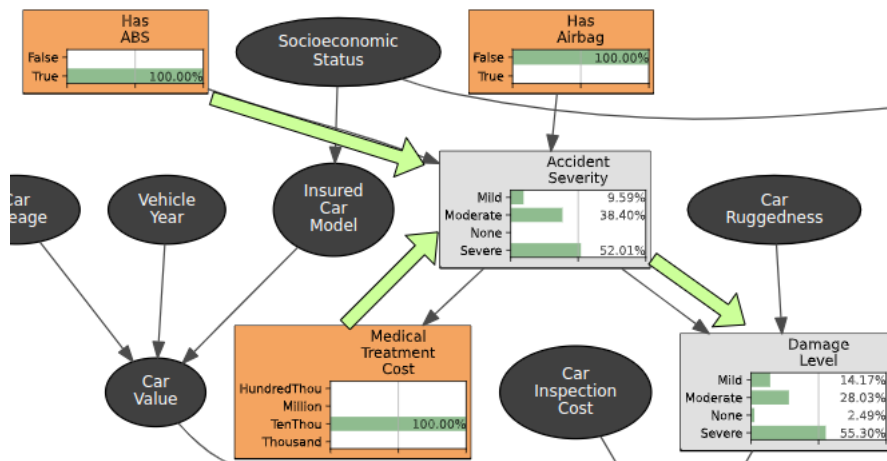 Has
ABS
False
True 100.00%
Socioeconomic
Status
Has
Airbag
False 100.00%
True
Accident
Severity
Mild 9.59%
Moderate 38.40%
None
Severe 52.01%
Car
Vehicle
Year
Insured
Car
Model
Car
Ruggedness
Medical
Treatment
Cost
HundredThou
Million
TenThou 100.00%
Thousand
Car
Value
Car
Inspection
Cost
Damage
Level
Mild 14.17%
Moderate 28.03%
None 2.49%
Severe 55.30%